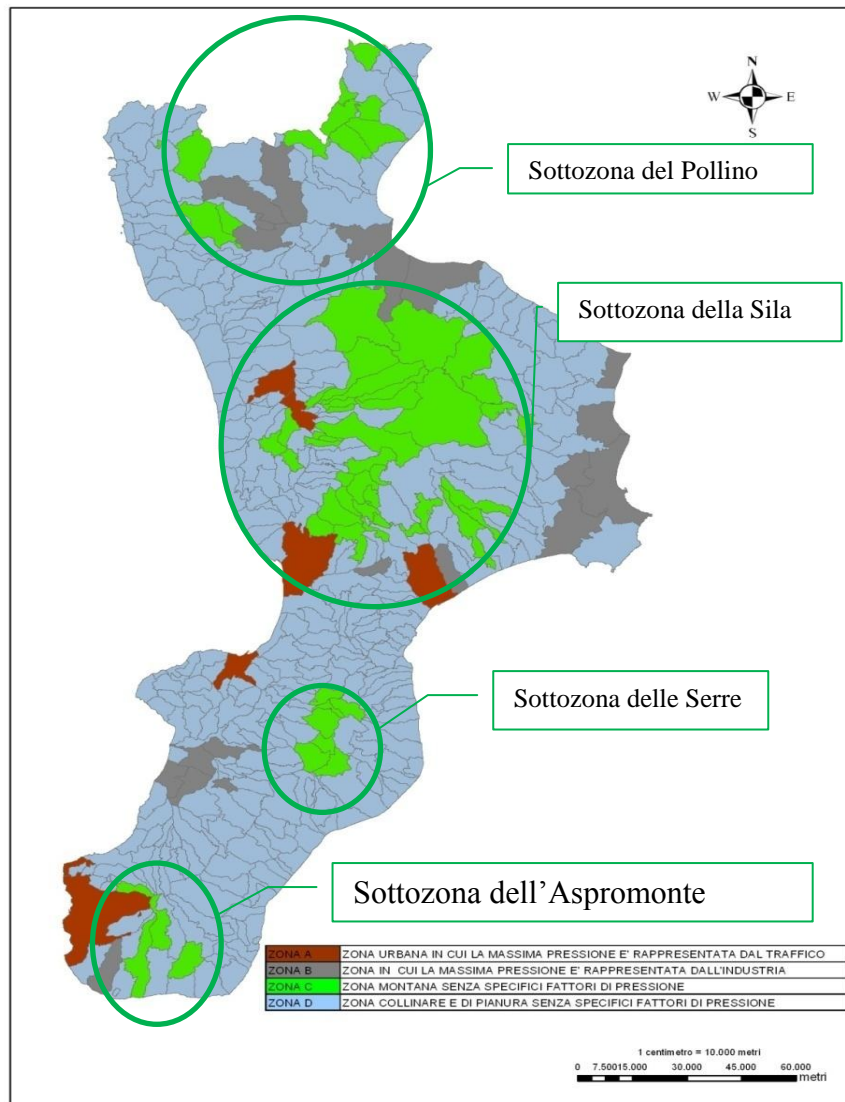 N
W E
S
Sottozona del Pollino
Sottozona della Sila
Sottozona delle Serre
Sottozona dell’Aspromonte
ZONA A ZONA URBANA IN CUI LA MASSIMA PRESSIONE E' RAPPRESENTATA DAL TRAFFICO
ZONA B ZONA IN CUI LA MASSIMA PRESSIONE E' RAPPRESENTATA DALL'INDUSTRIA
ZONA C ZONA MONTANA SENZA SPECIFICI FATTORI DI PRESSIONE
ZONA D ZONA COLLINARE E DI PIANURA SENZA SPECIFICI FATTORI DI PRESSIONE
1 centimetro = 10.000 metri
0 7.50015.000 30.000 45.000 60.000
metri